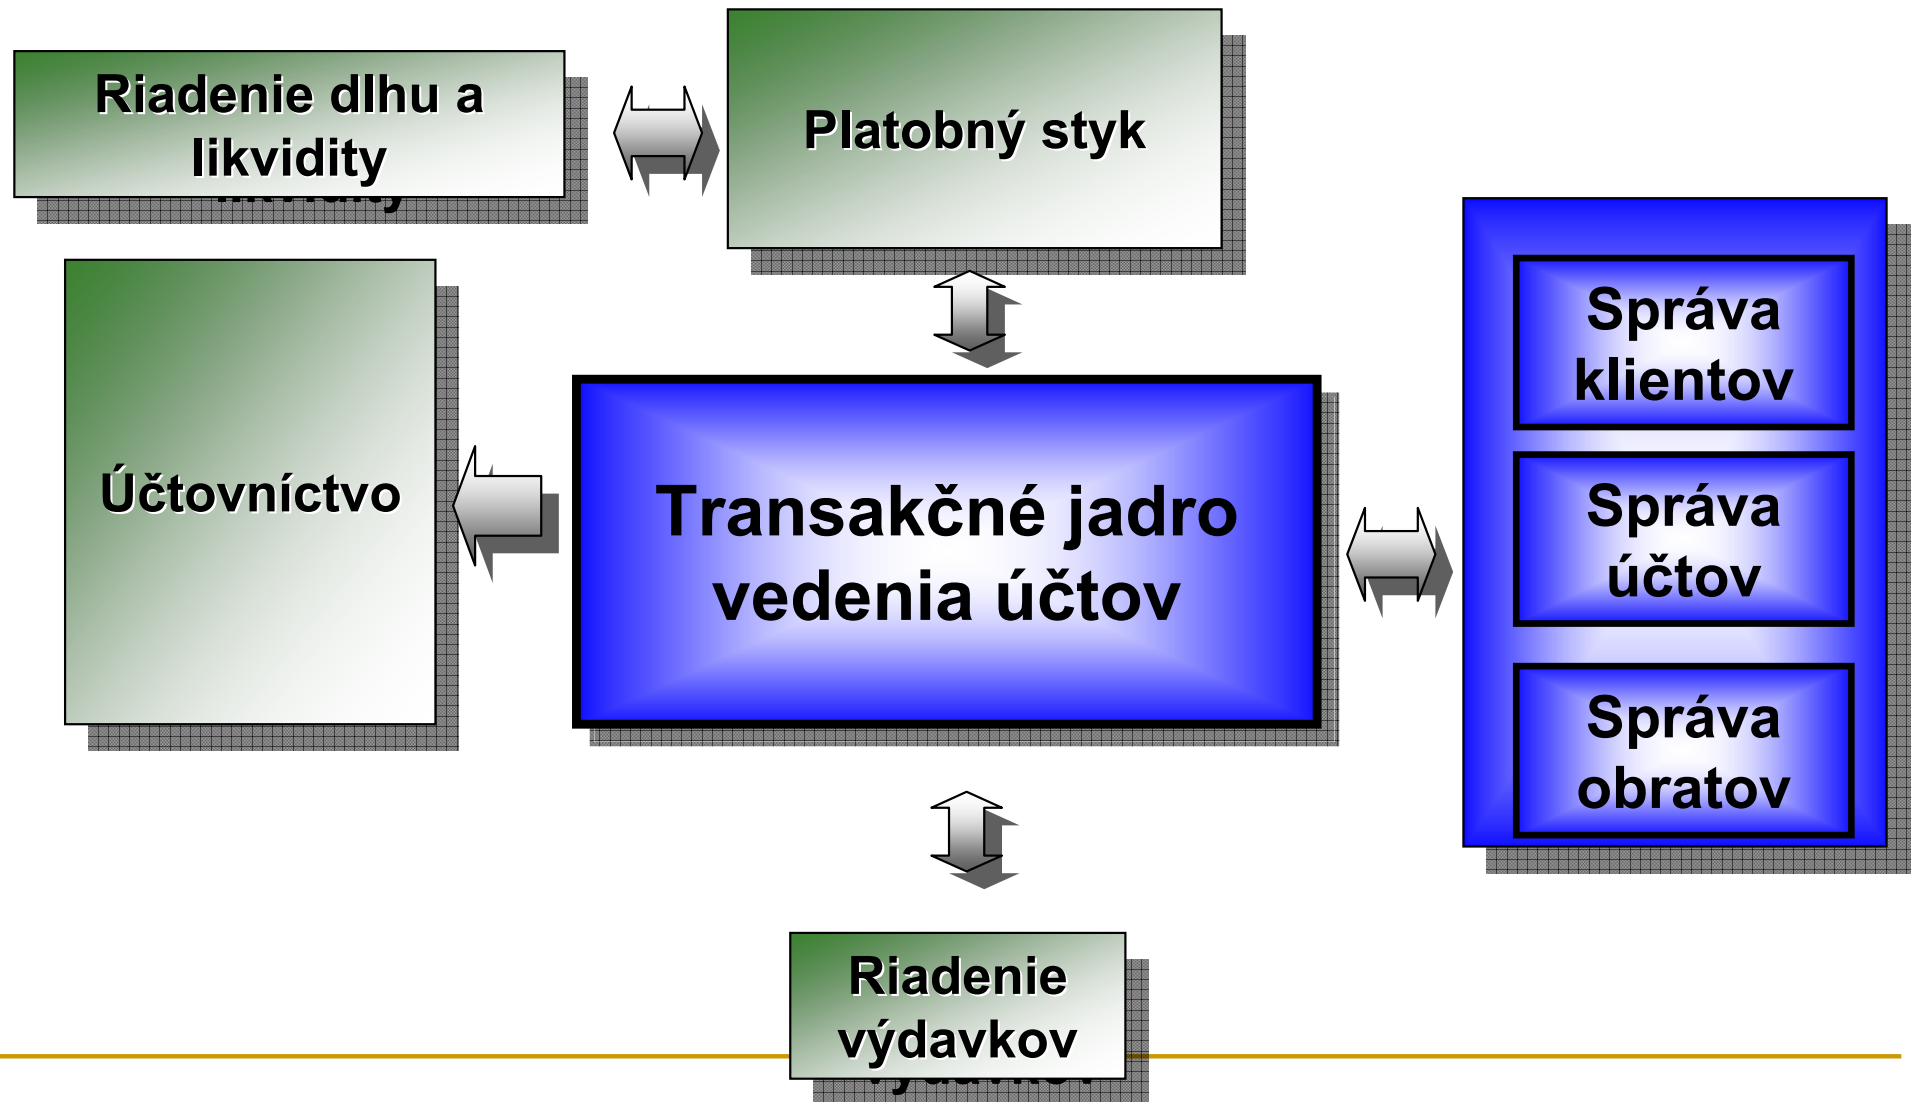 Riadenie dlhu a
likvidity
Platobný styk
Účtovníctvo
Transakčné jadro
vedenia účtov
Správa
klientov
Správa
účtov
Správa
obratov
Riadenie
výdavkov